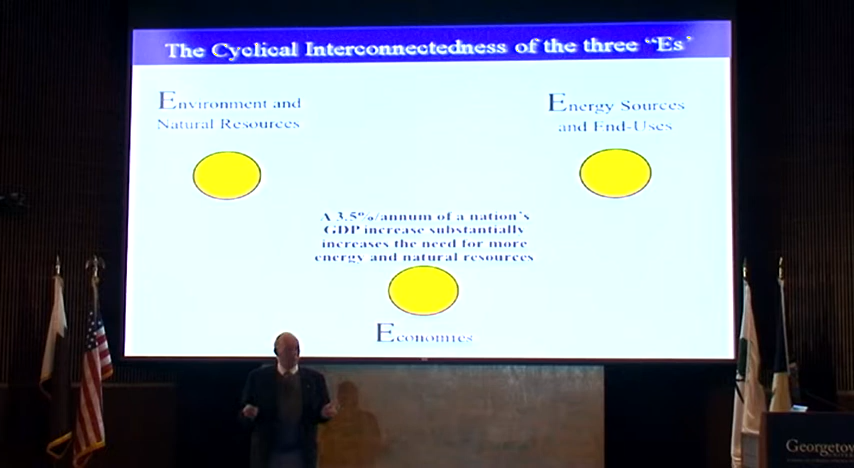 The Cyclical Interconnectedness of the three “Es’
Environment and
Natural Resources
Energy Sources
and End-Uses
A 3.5%/annum of a nation’s
GDP increase substantially
increases the need for more
energy and natural resources
Economies
Georgetow